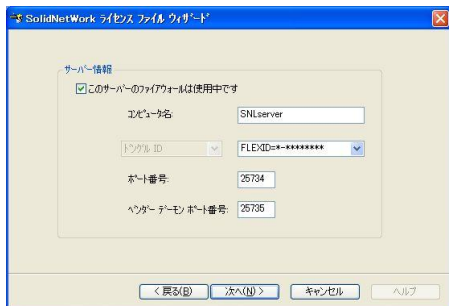 SolidNetWork ライセンス ファイル ウィザード
サーバー情報
このサーバーのファイアウォールは使用中です
コンピュータ名: SNLserver
ドングル ID FLEXID=*-********
ポート番号: 25734
ベンダー デーモン ポート番号: 25735
< 戻る(B) 次へ(N) > キャンセル ヘルプ